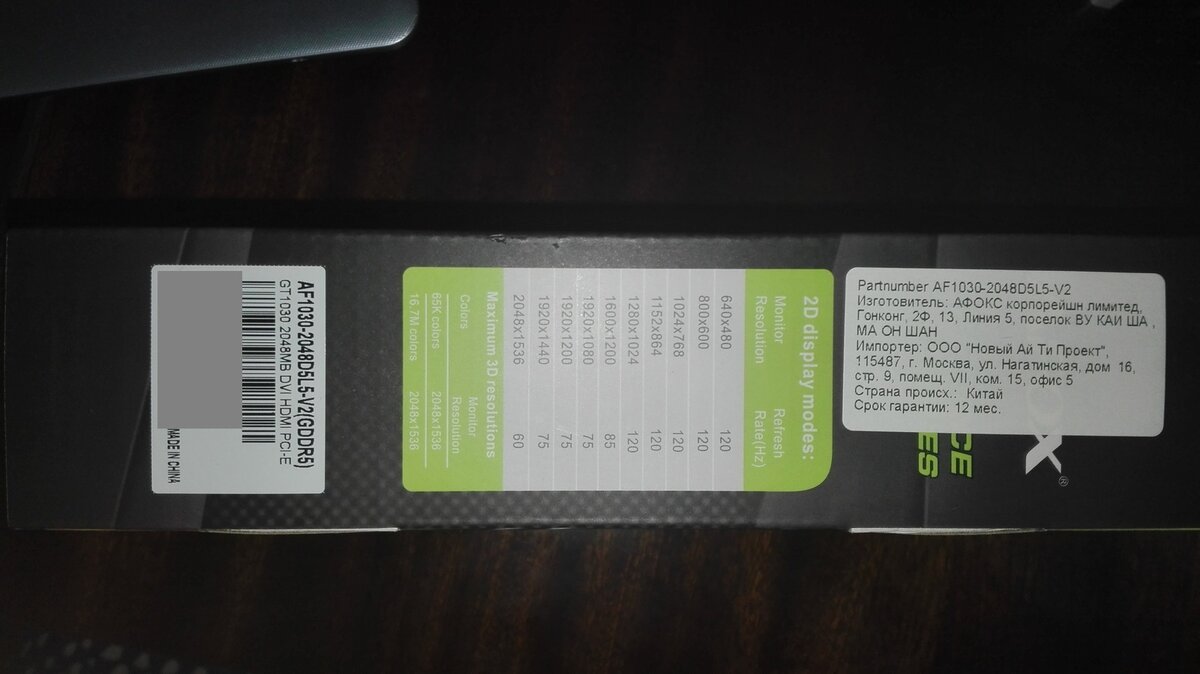 AF1030-2048D5L5-V2(GDDR5)
GT1030 2048MB DVI HDMI PCI-E
MADE IN CHINA
2D display modes:
Monitor Resolution Refresh Rate(Hz)
640x480 120
800x600 120
1024x768 120
1152x864 120
1280x1024 120
1600x1200 85
1920x1080 75
1920x1200 75
1920x1440 75
2048x1536 60
Maximum 3D resolutions
Colors Monitor Resolution
65K colors 2048x1536
16.7M colors 2048x1536
Partnumber AF1030-2048D5L5-V2
Изготовитель: АФОКС корпорейшн лимитед,
Гонконг, 2Ф, 13, Линия 5, поселок ВУ КАИ ША ,
МА ОН ШАН
Импортер: ООО "Новый Ай Ти Проект",
115487, г. Москва, ул. Нагатинская, дом 16,
стр. 9, помещ. VII, ком. 15, офис 5
Страна происх.: Китай
Срок гарантии: 12 мес.